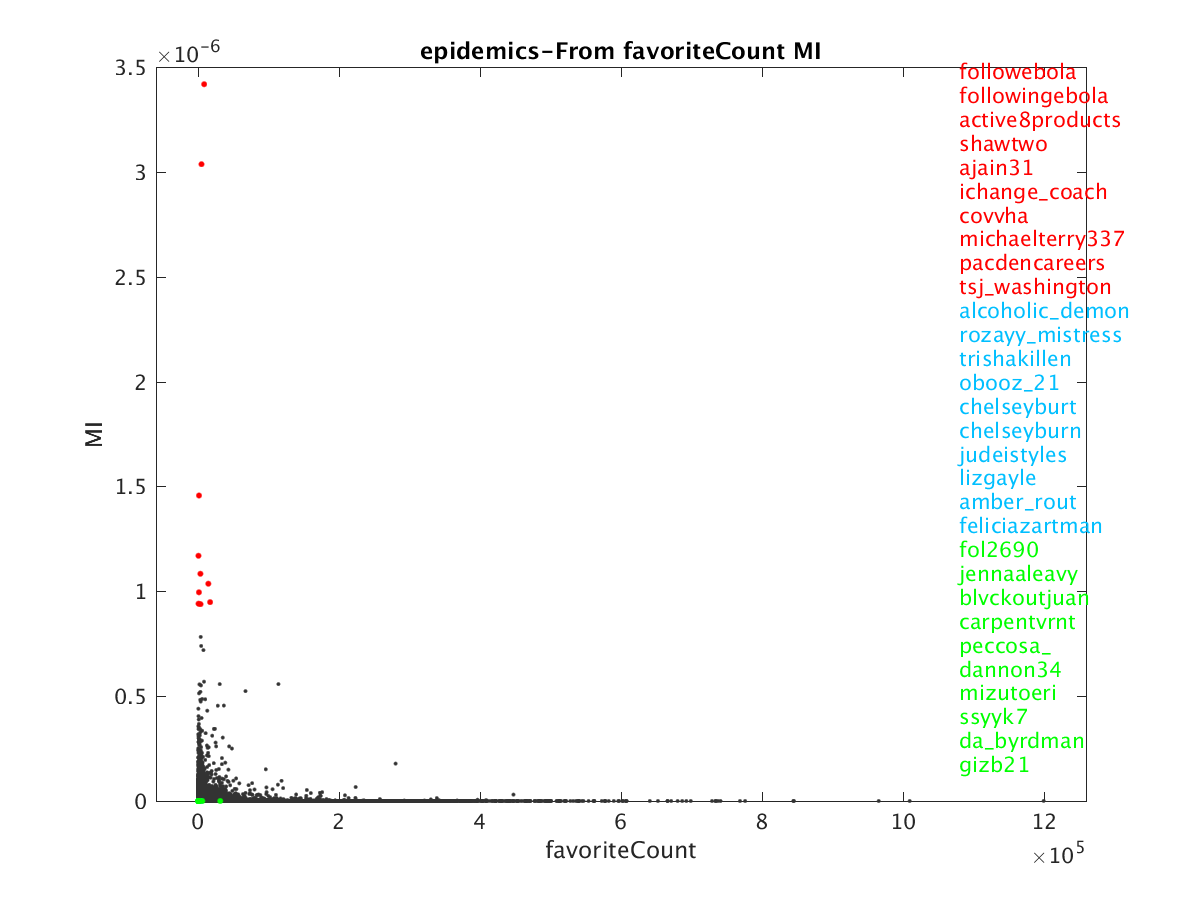 epidemics-From favoriteCount MI
×10^-6
3.5
3
2.5
2
1.5
1
0.5
0
MI
0 2 4 6 8 10 12
×10^5
favoriteCount
followebola
followingebola
active8products
shawtwo
ajain31
ichange_coach
covvha
michaelterry337
pacdencareers
tsj_washington
alcoholic_demon
rozayy_mistress
trishakillen
obooz_21
chelseyburt
chelseyburn
judeistyles
lizgayle
amber_rout
feliciazartman
fol2690
jennaaleavy
blvckoutjuan
carpentvrnt
peccosa_
dannon34
mizutoeri
ssyyk7
da_byrdman
gizb21